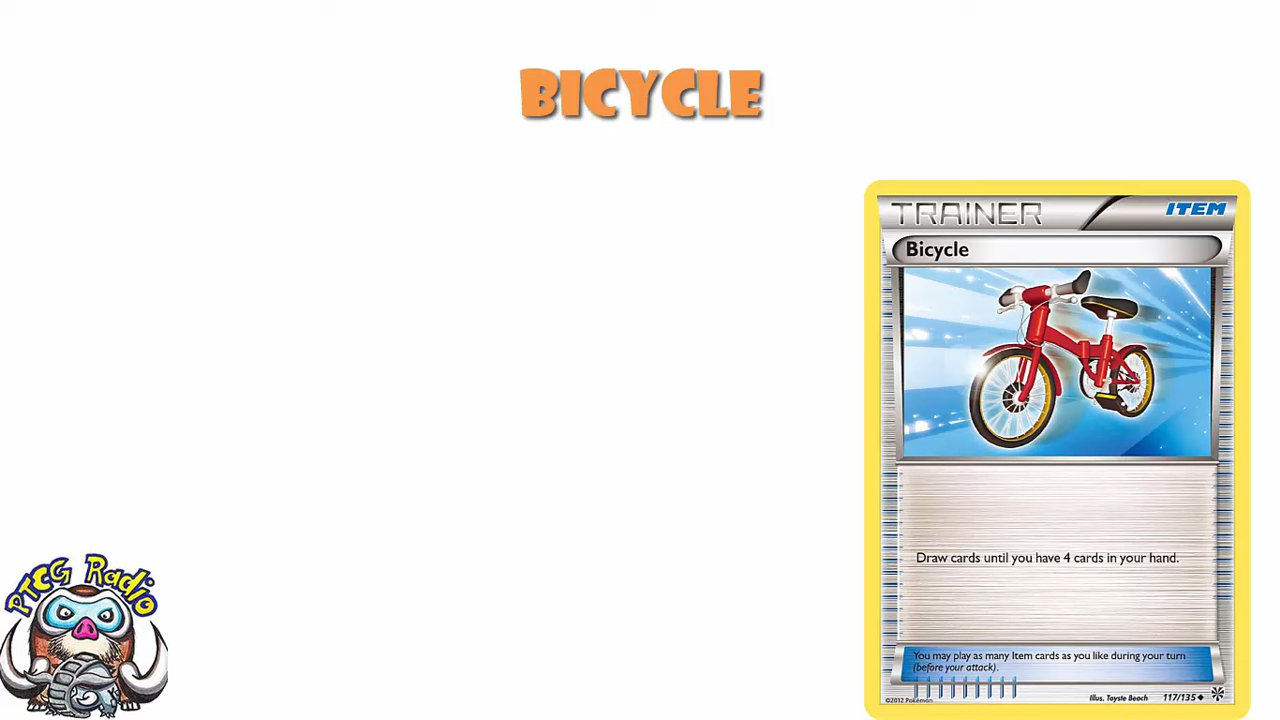 BICYCLE
TRAINER
ITEM
Bicycle
Draw cards until you have 4 cards in your hand.
You may play as many Item cards as you like during your turn
(before your attack).
©2012 Pokémon
Illus. Tayste Beach
117/135
PTCG Radio